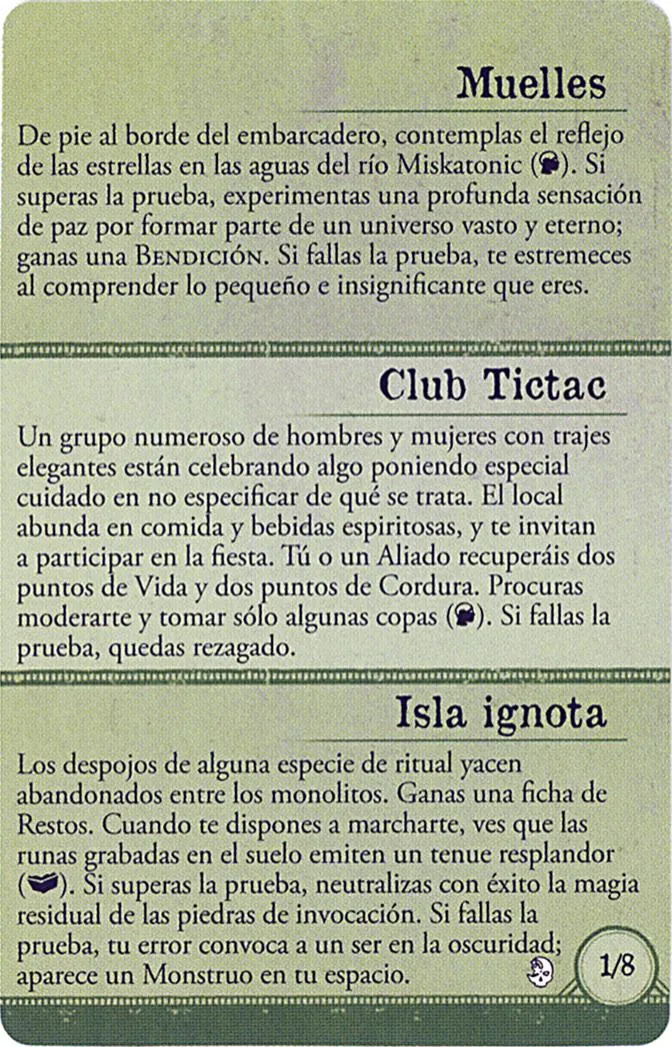 Muelles
De pie al borde del embarcadero, contemplas el reflejo
de las estrellas en las aguas del río Miskatonic (). Si
superas la prueba, experimentas una profunda sensación
de paz por formar parte de un universo vasto y eterno;
ganas una BENDICIÓN. Si fallas la prueba, te estremeces
al comprender lo pequeño e insignificante que eres.
Club Tictac
Un grupo numeroso de hombres y mujeres con trajes
elegantes están celebrando algo poniendo especial
cuidado en no especificar de qué se trata. El local
abunda en comida y bebidas espiritosas, y te invitan
a participar en la fiesta. Tú o un Aliado recuperáis dos
puntos de Vida y dos puntos de Cordura. Procuras
moderarte y tomar sólo algunas copas (). Si fallas la
prueba, quedas rezagado.
Isla ignota
Los despojos de alguna especie de ritual yacen
abandonados entre los monolitos. Ganas una ficha de
Restos. Cuando te dispones a marcharte, ves que las
runas grabadas en el suelo emiten un tenue resplandor
(). Si superas la prueba, neutralizas con éxito la magia
residual de las piedras de invocación. Si fallas la
prueba, tu error convoca a un ser en la oscuridad;
aparece un Monstruo en tu espacio.
1/8